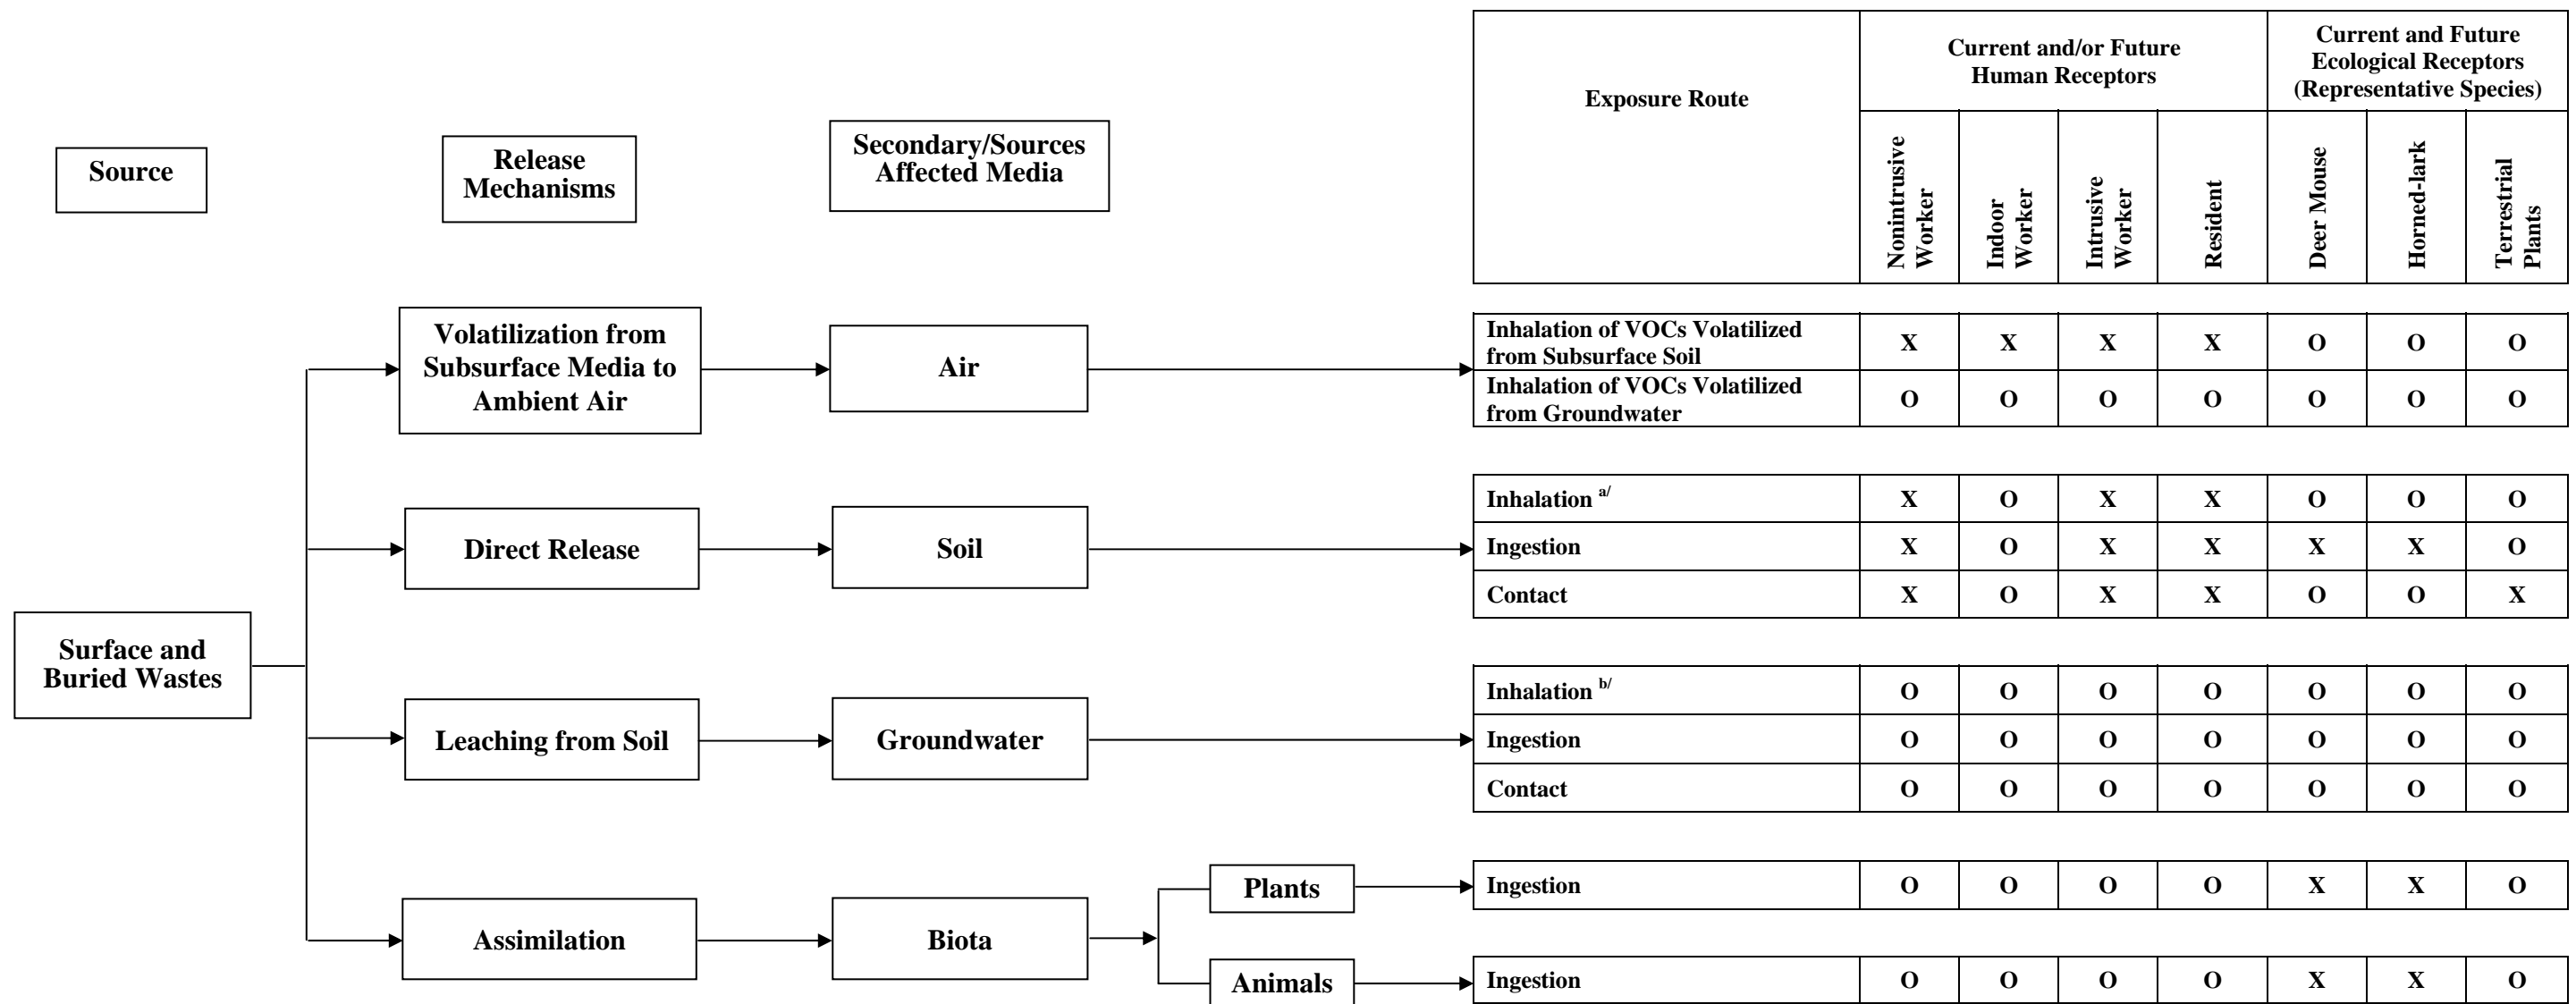 Source
Release
Mechanisms
Secondary/Sources
Affected Media
Exposure Route
Current and/or Future
Human Receptors
Current and Future
Ecological Receptors
(Representative Species)
Nonintrusive
Worker
Indoor
Worker
Intrusive
Worker
Resident
Deer Mouse
Horned-lark
Terrestrial
Plants
Surface and
Buried Wastes
Volatilization from
Subsurface Media to
Ambient Air
Air
Inhalation of VOCs Volatilized
from Subsurface Soil
X X X X O O O
Inhalation of VOCs Volatilized
from Groundwater
O O O O O O O
Direct Release
Soil
Inhalation a/ X O X X O O O
Ingestion X O X X X X O
Contact X O X X O O X
Leaching from Soil
Groundwater
Inhalation b/ O O O O O O O
Ingestion O O O O O O O
Contact O O O O O O O
Assimilation
Biota
Plants
Ingestion O O O O X X O
Animals
Ingestion O O O O X X O